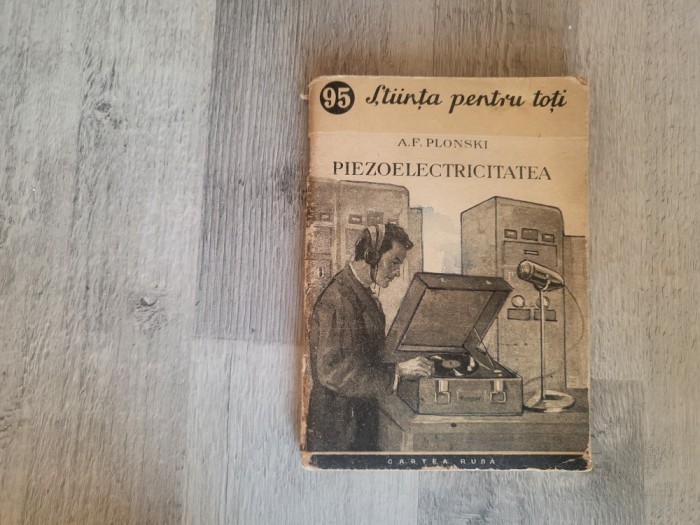 95 Știința pentru toți
A.F. PLONSKI
PIEZOELECTRICITATEA
CARTEA RUSĂ